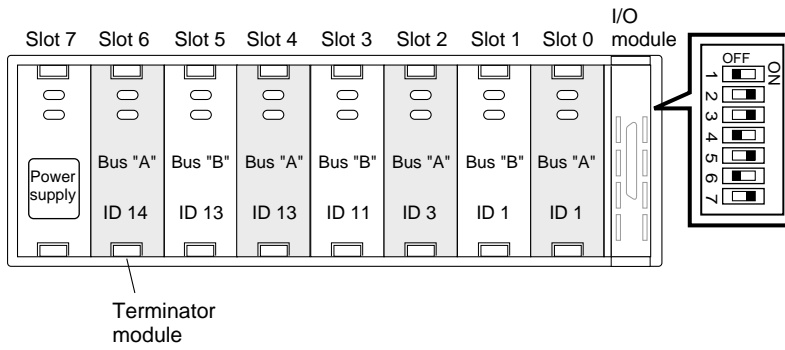 I/O
module
Slot 7 Slot 6 Slot 5 Slot 4 Slot 3 Slot 2 Slot 1 Slot 0
Power
supply
Bus "A" Bus "B" Bus "A" Bus "B" Bus "A" Bus "B" Bus "A"
ID 14 ID 13 ID 13 ID 11 ID 3 ID 1 ID 1
OFF
ON
1
2
3
4
5
6
7
Terminator
module